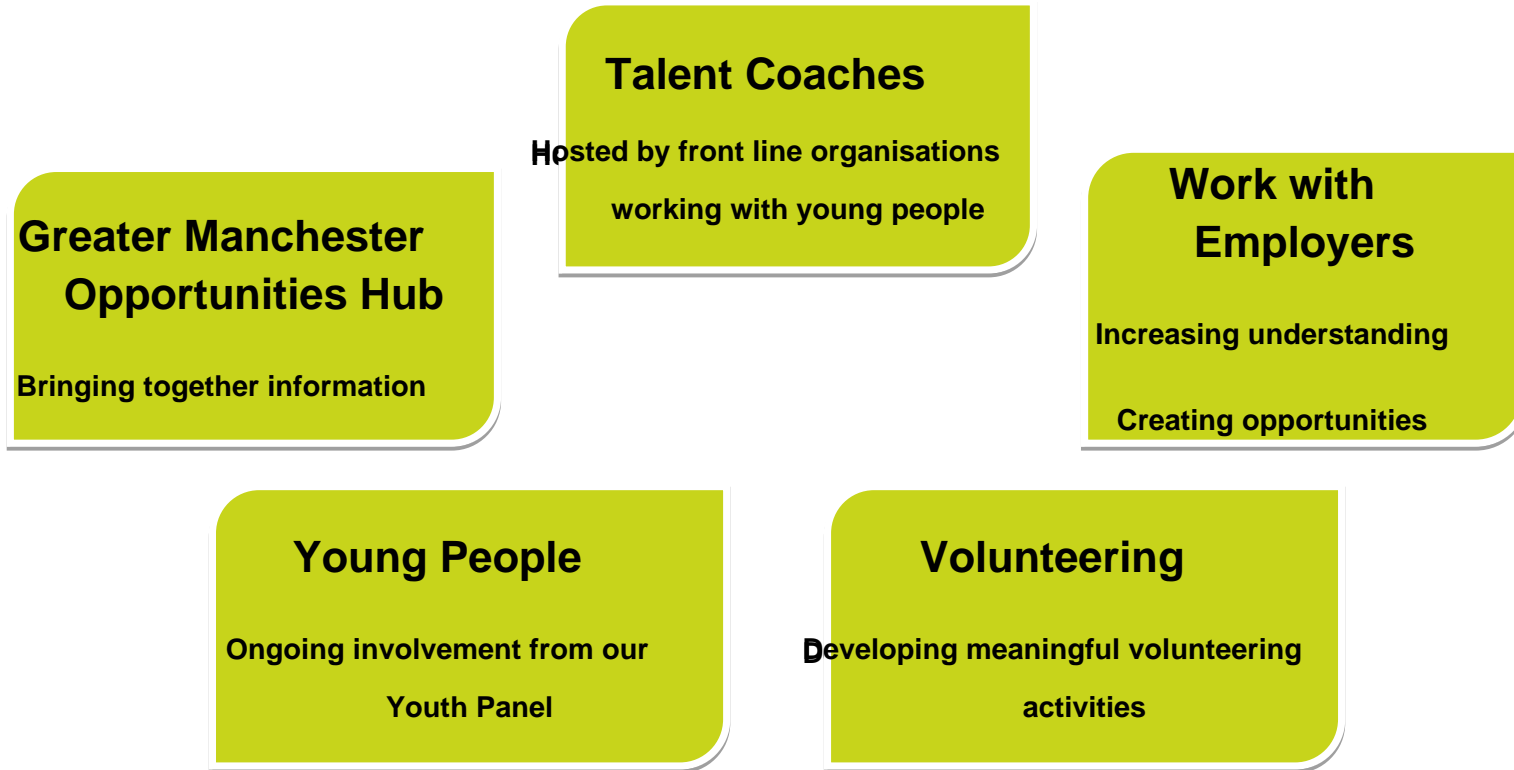 Talent Coaches
Hosted by front line organisations
working with young people
Greater Manchester
Opportunities Hub
Bringing together information
Work with
Employers
Increasing understanding
Creating opportunities
Young People
Ongoing involvement from our
Youth Panel
Volunteering
Developing meaningful volunteering
activities